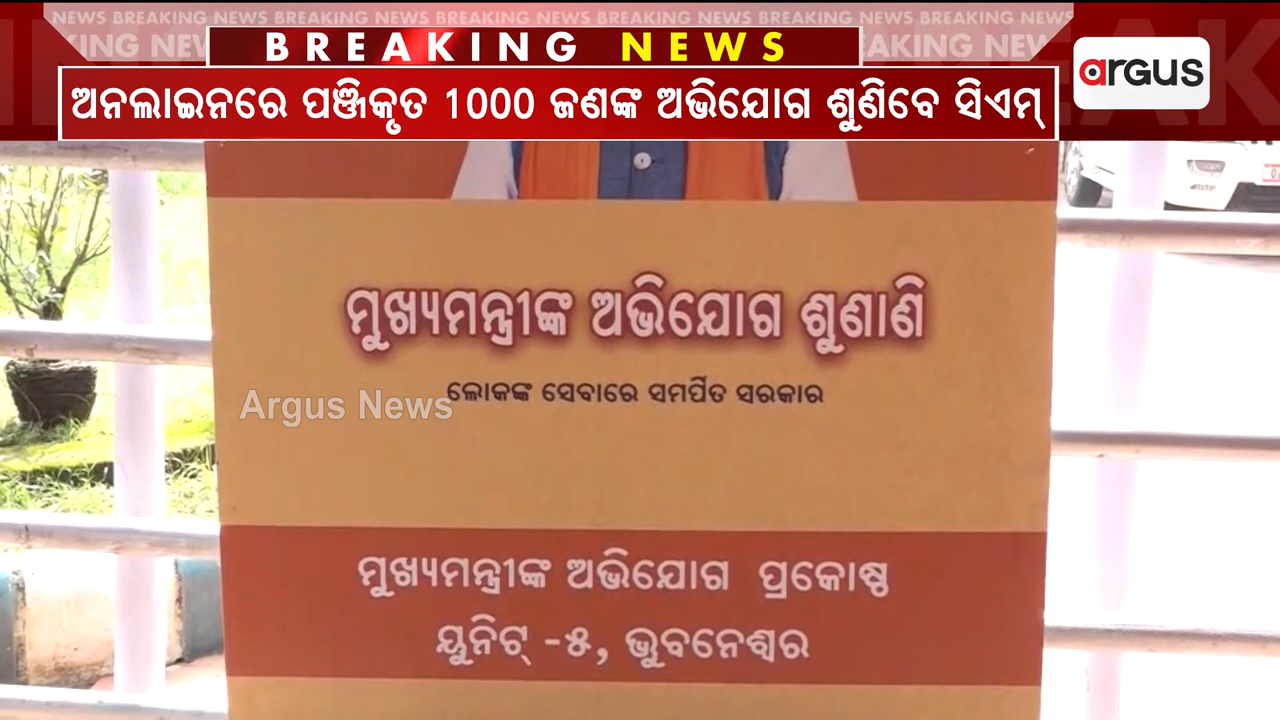 BREAKING NEWS
argus
ଅନଲାଇନରେ ପଞ୍ଜିକୃତ 1000 ଜଣଙ୍କ ଅଭିଯୋଗ ଶୁଣିବେ ସିଏମ୍
ମୁଖ୍ୟମନ୍ତ୍ରୀଙ୍କ ଅଭିଯୋଗ ଶୁଣାଣି
ଲୋକଙ୍କ ସେବାରେ ସମର୍ପିତ ସରକାର
Argus News
ମୁଖ୍ୟମନ୍ତ୍ରୀଙ୍କ ଅଭିଯୋଗ ପ୍ରକୋଷ୍ଠ
ୟୁନିଟ୍ -୫, ଭୁବନେଶ୍ୱର